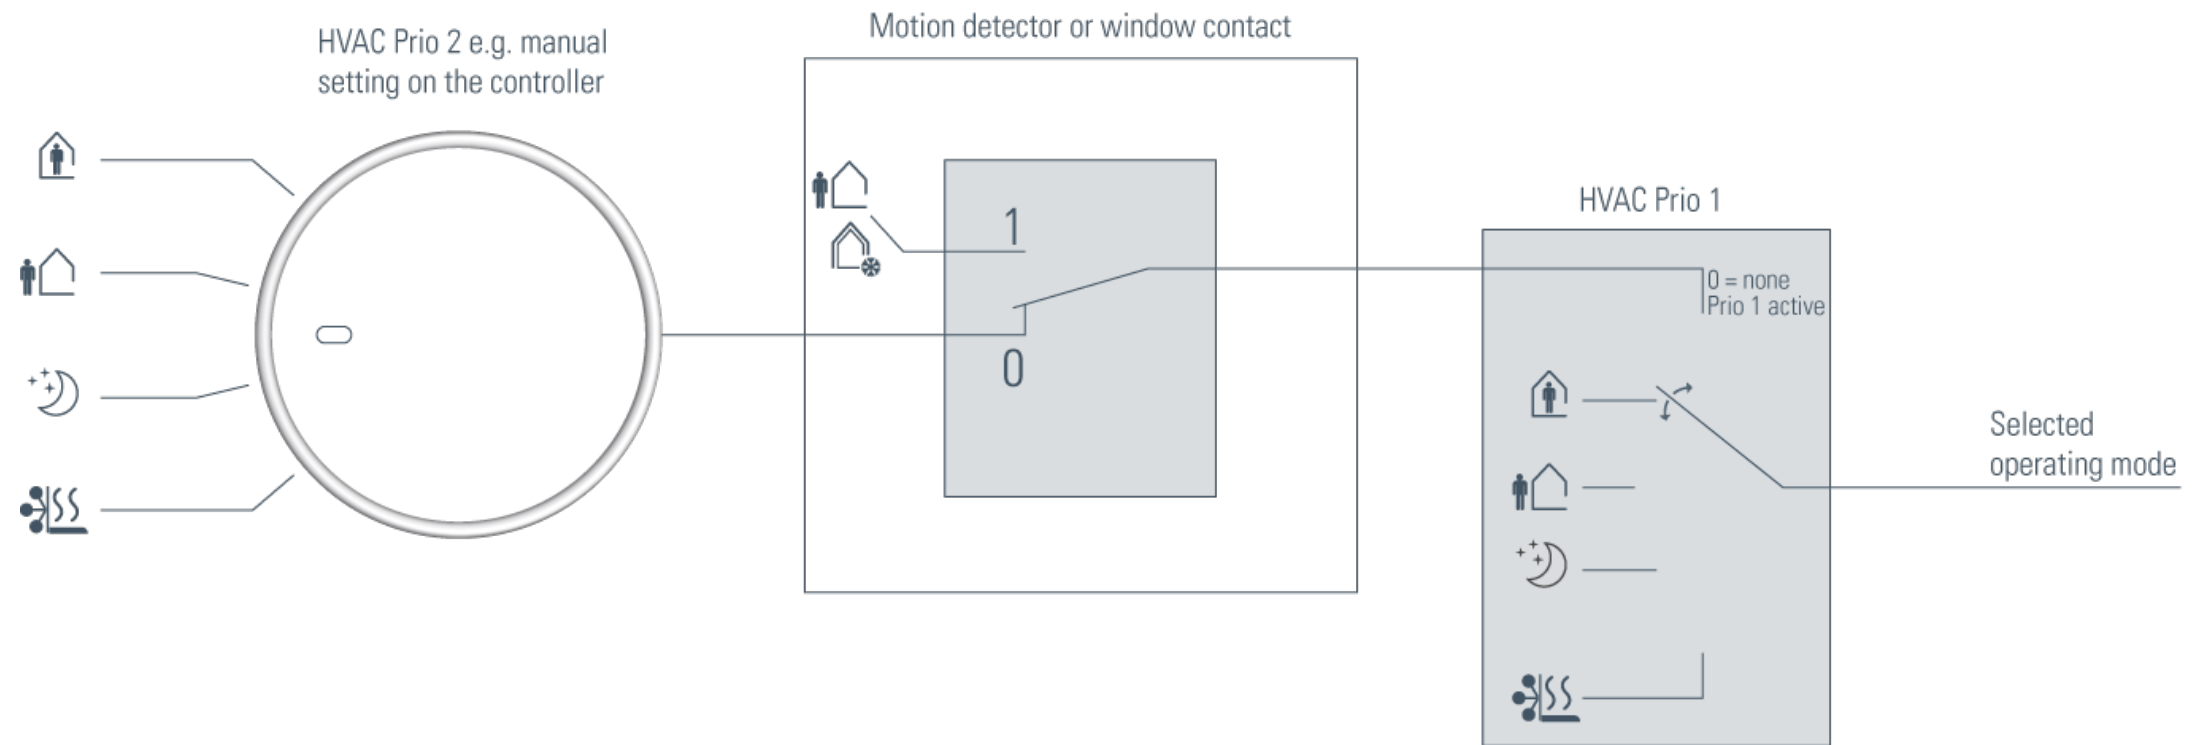 HVAC Prio 2 e.g. manual
setting on the controller
Motion detector or window contact
1
0
HVAC Prio 1
0 = none
Prio 1 active
Selected
operating mode